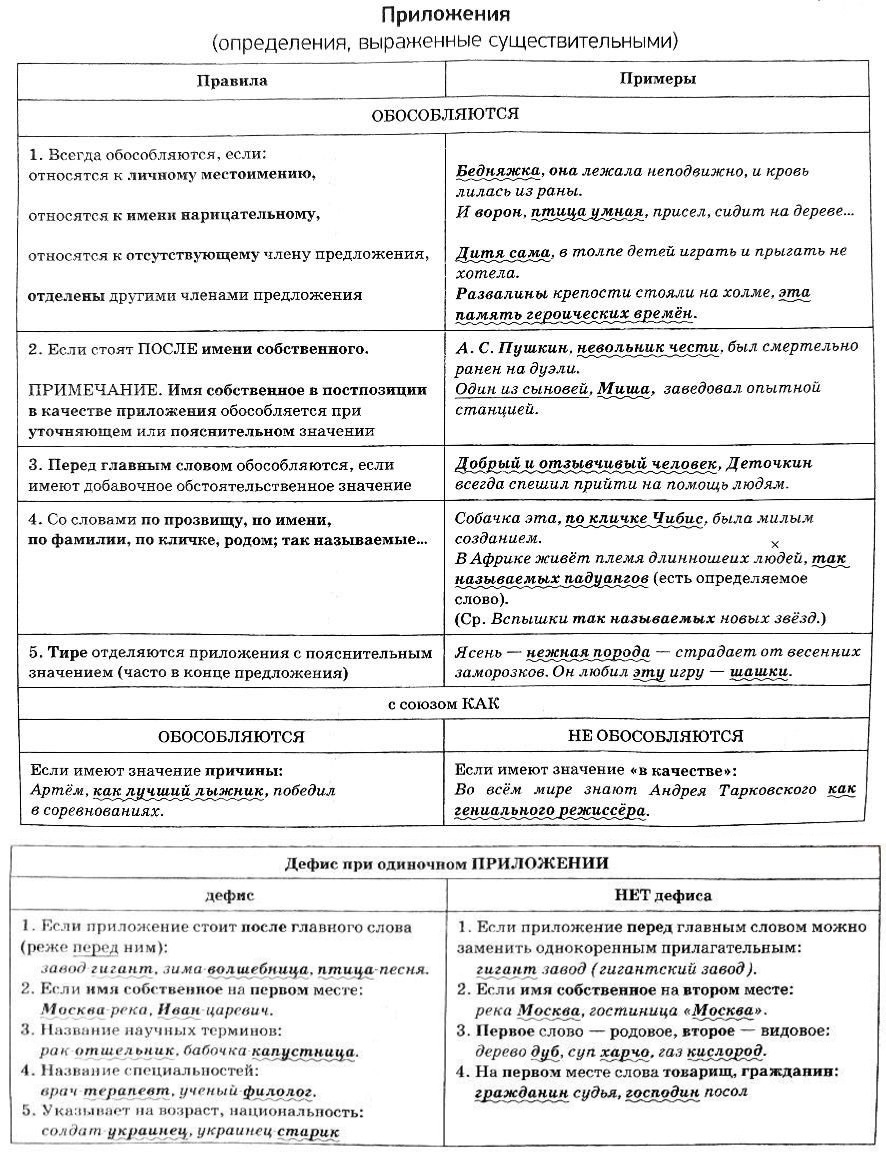 Приложения
(определения, выраженные существительными)
Правила
Примеры
ОБОСОБЛЯЮТСЯ
1. Всегда обособляются, если:
относятся к личному местоимению,
относятся к имени нарицательному,
относятся к отсутствующему члену предложения,
отделены другими членами предложения
Бедняжка, она лежала неподвижно, и кровь
лилась из раны.
И ворон, птица умная, присел, сидит на дереве...
Дитя сама, в толпе детей играть и прыгать не
хотела.
Развалины крепости стояли на холме, эта
память героических времён.
2. Если стоят ПОСЛЕ имени собственного.
ПРИМЕЧАНИЕ. Имя собственное в постпозиции
в качестве приложения обособляется при
уточняющем или пояснительном значении
А. С. Пушкин, невольник чести, был смертельно
ранен на дуэли.
Один из сыновей, Миша, заведовал опытной
станцией.
3. Перед главным словом обособляются, если
имеют добавочное обстоятельственное значение
Добрый и отзывчивый человек, Деточкин
всегда спешил прийти на помощь людям.
4. Со словами по прозвищу, по имени,
по фамилии, по кличке, родом; так называемые...
Собачка эта, по кличке Чибис, была милым
созданием.
В Африке живёт племя длинношеих людей, так
называемых падуангов (есть определяемое
слово).
(Ср. Вспышки так называемых новых звёзд.)
5. Тире отделяются приложения с пояснительным
значением (часто в конце предложения)
Ясень — нежная порода — страдает от весенних
заморозков. Он любил эту игру — шашки.
с союзом КАК
ОБОСОБЛЯЮТСЯ
НЕ ОБОСОБЛЯЮТСЯ
Если имеют значение причины:
Артём, как лучший лыжник, победил
в соревнованиях.
Если имеют значение «в качестве»:
Во всём мире знают Андрея Тарковского как
гениального режиссёра.
Дефис при одиночном ПРИЛОЖЕНИИ
дефис
НЕТ дефиса
1. Если приложение стоит после главного слова
(реже перед ним):
завод-гигант, зима-волшебница, птица-песня.
2. Если имя собственное на первом месте:
Москва-река, Иван-царевич.
3. Название научных терминов:
рак-отшельник, бабочка-капустница.
4. Название специальностей:
врач-терапевт, ученый-филолог.
5. Указывает на возраст, национальность:
солдат-украинец, украинец-старик
1. Если приложение перед главным словом можно
заменить однокоренным прилагательным:
гигант завод (гигантский завод).
2. Если имя собственное на втором месте:
река Москва, гостиница «Москва».
3. Первое слово — родовое, второе — видовое:
дерево дуб, суп харчо, газ кислород.
4. На первом месте слова товарищ, гражданин:
гражданин судья, господин посол